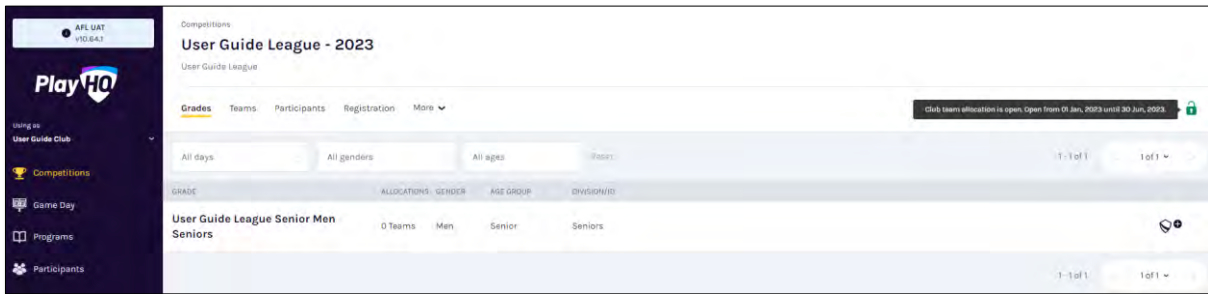 AFL UAT
v10.64.1
PlayHQ
Using as
User Guide Club
Competitions
Game Day
Programs
Participants
Competitions
User Guide League - 2023
User Guide League
Grades Teams Participants Registration More
Club team allocation is open. Open from 01 Jan, 2023 until 30 Jun, 2023.
All days All genders All ages Reset 1-1 of 1 1 of 1
GRADE ALLOCATIONS GENDER AGE GROUP DIVISION/ID
User Guide League Senior Men
Seniors
0 Teams Men Senior Seniors
1-1 of 1 1 of 1